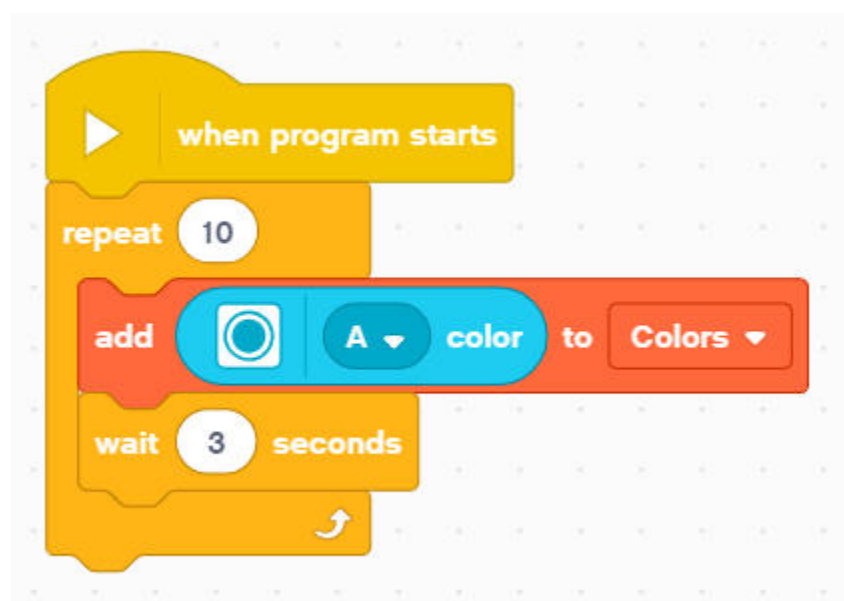 when program starts
repeat 10
add A color to Colors
wait 3 seconds